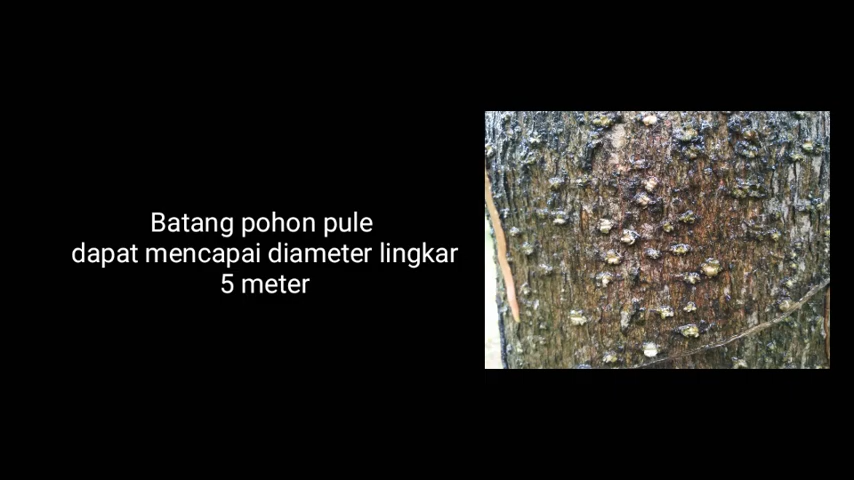 Batang pohon pule
dapat mencapai diameter lingkar
5 meter